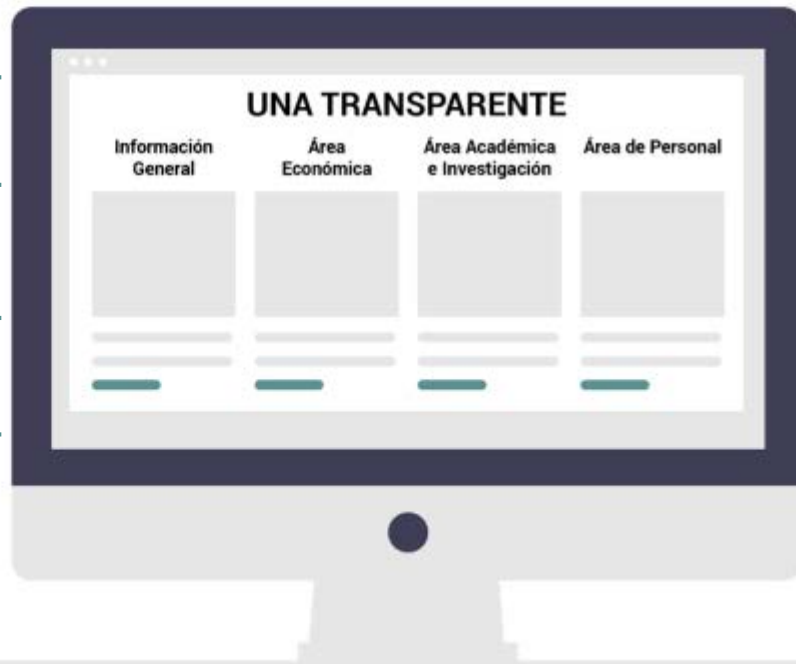 UNA TRANSPARENTE
Información
General
Área
Económica
Área Académica
e Investigación
Área de Personal